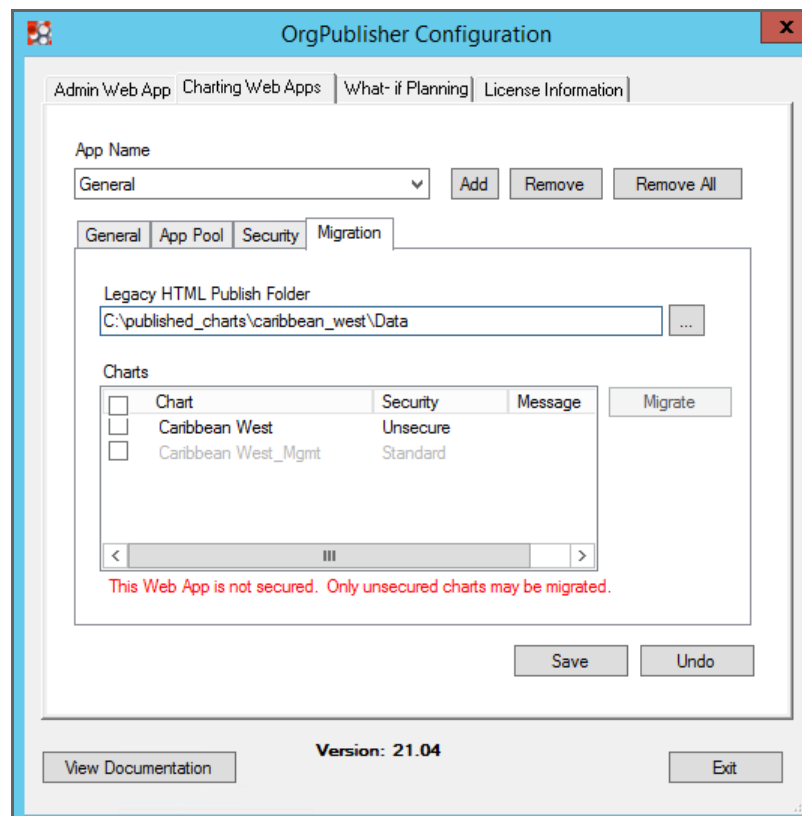 OrgPublisher Configuration
x
Admin Web App Charting Web Apps What- if Planning License Information
App Name
General Add Remove Remove All
General App Pool Security Migration
Legacy HTML Publish Folder
C:\published_charts\caribbean_west\Data ...
Charts
Chart Security Message Migrate
Caribbean West Unsecure
Caribbean West_Mgmt Standard
This Web App is not secured. Only unsecured charts may be migrated.
Save Undo
Version: 21.04
View Documentation Exit